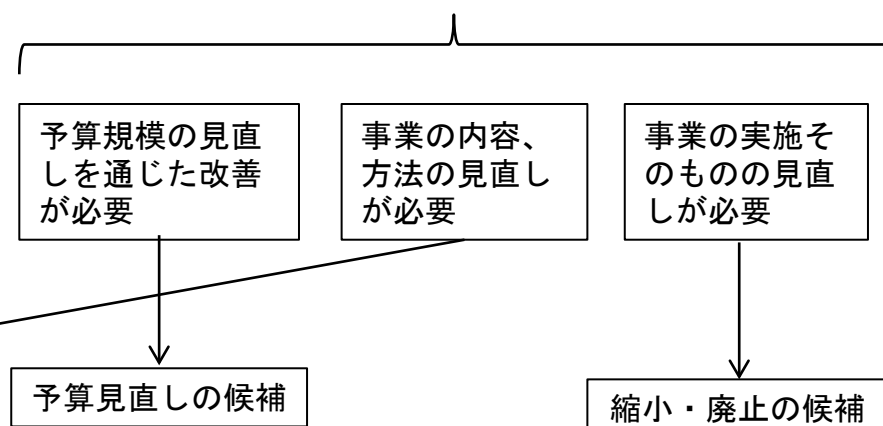 予算規模の見直
しを通じた改善
が必要
事業の内容、
方法の見直し
が必要
事業の実施そ
のものの見直
しが必要
予算見直しの候補
縮小・廃止の候補